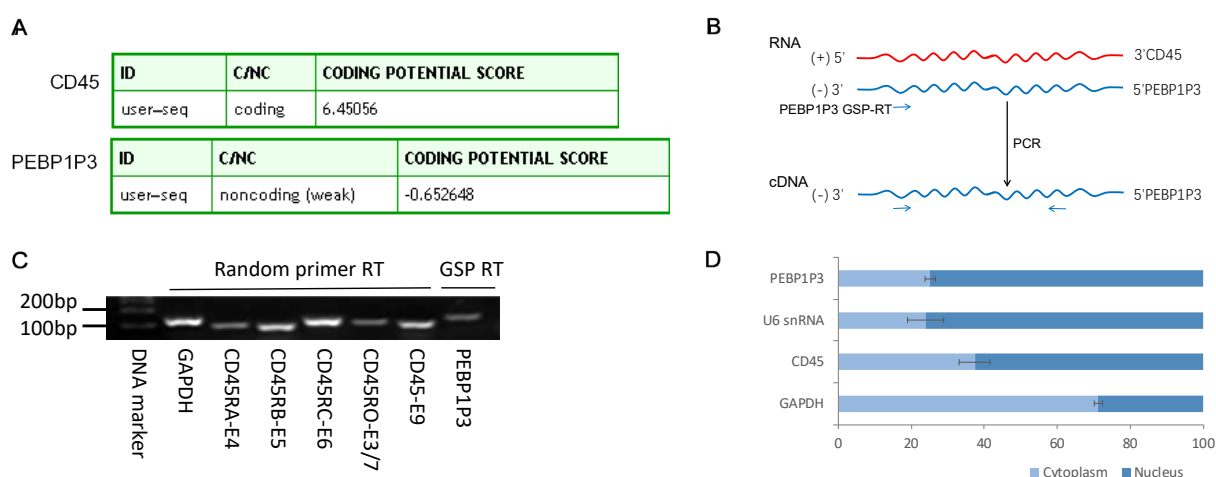 A
CD45
ID C/NC CODING POTENTIAL SCORE
user-seq coding 6.45056
PEBP1P3
ID C/NC CODING POTENTIAL SCORE
user-seq noncoding (weak) -0.652648
B
RNA
(+) 5’ 3’CD45
(-) 3’ 5’PEBP1P3
PEBP1P3 GSP-RT
PCR
cDNA
(-) 3’ 5’PEBP1P3
C
Random primer RT GSP RT
200bp
100bp
DNA marker
GAPDH
CD45RA-E4
CD45RB-E5
CD45RC-E6
CD45RO-E3/7
CD45-E9
PEBP1P3
D
PEBP1P3
U6 snRNA
CD45
GAPDH
0 20 40 60 80 100
Cytoplasm Nucleus